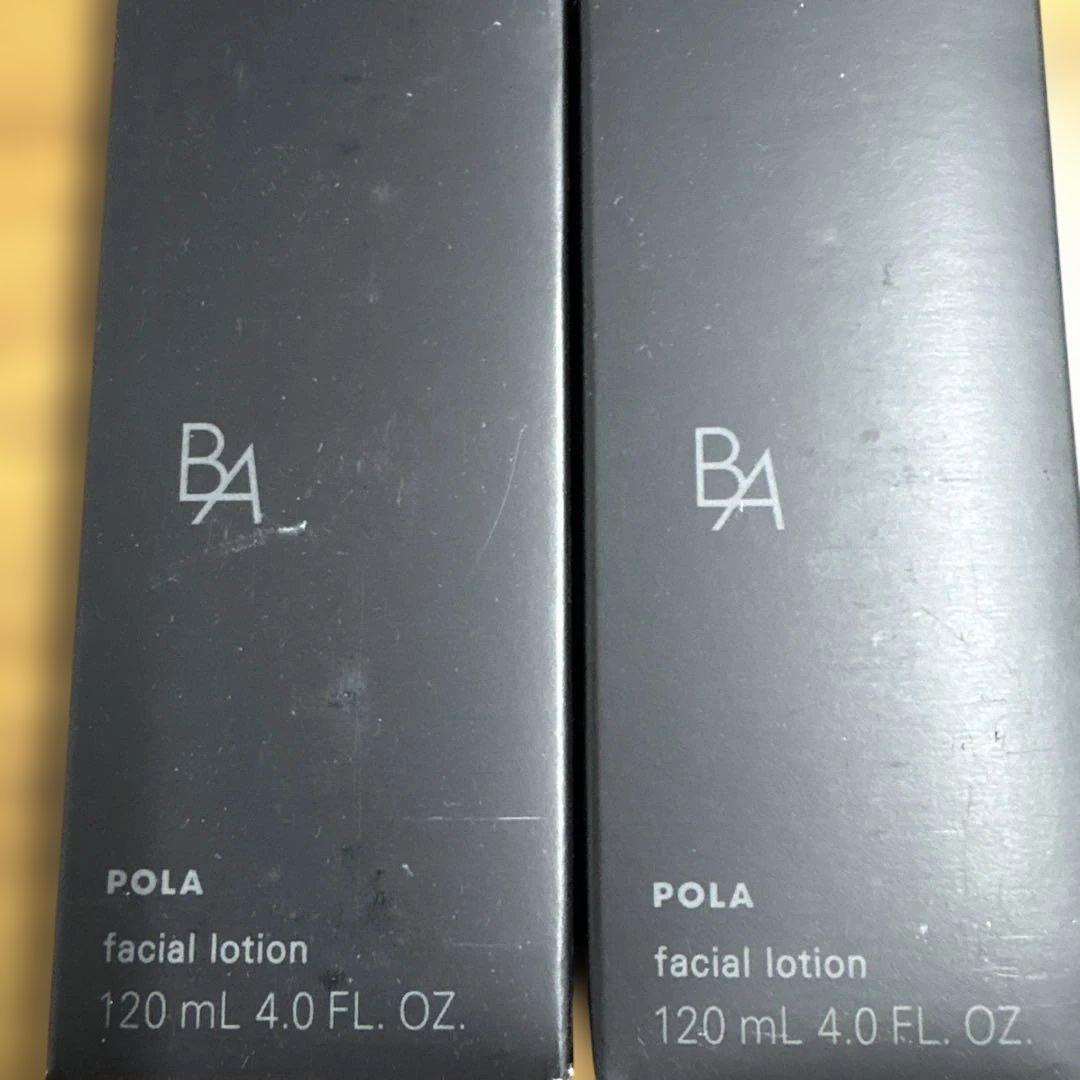 BA
POLA
facial lotion
120 mL 4.0 FL. OZ.
BA
POLA
facial lotion
120 mL 4.0 FL. OZ.